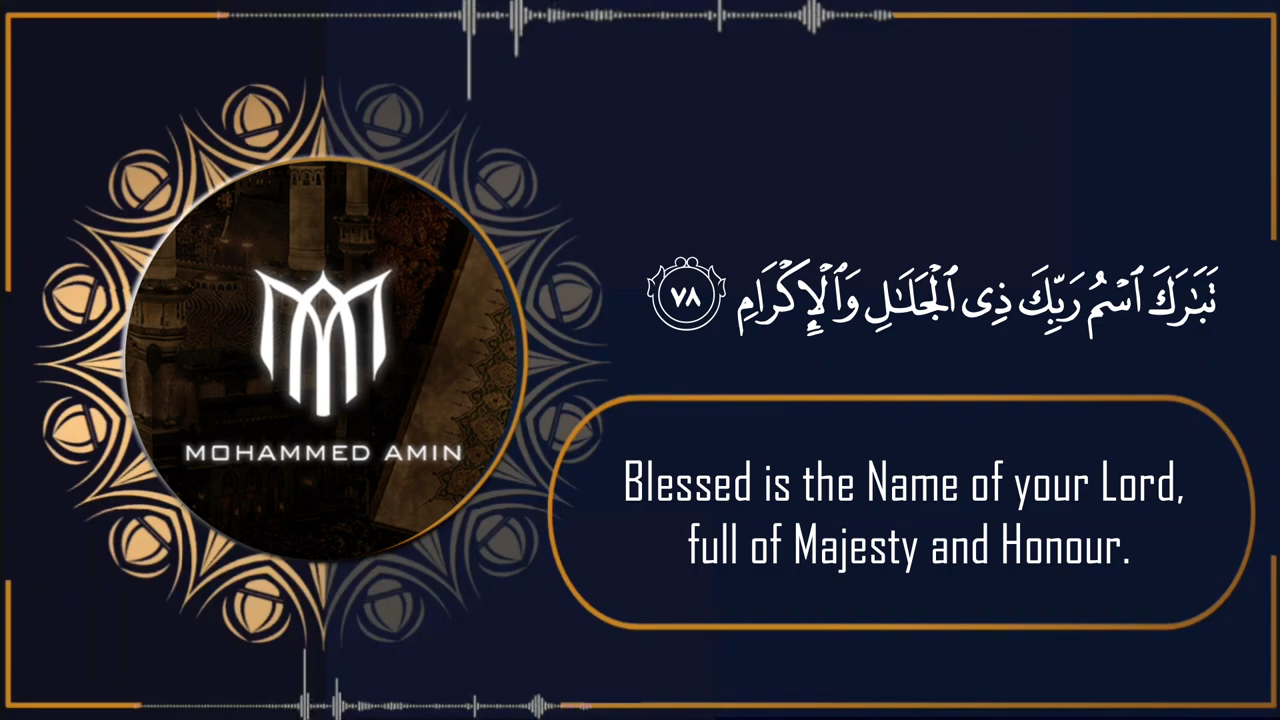 تَبَٰرَكَ ٱسْمُ رَبِّكَ ذِى ٱلْجَلَٰلِ وَٱلْإِكْرَامِ ٧٨
MOHAMMED AMIN
Blessed is the Name of your Lord,
full of Majesty and Honour.